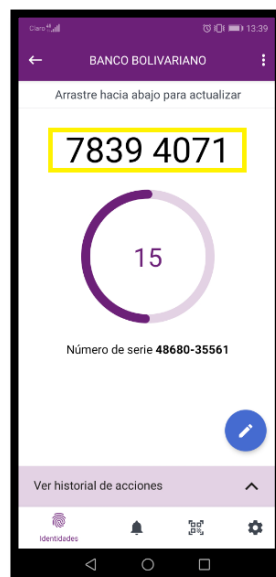 Claro 4G 13:39
BANCO BOLIVARIANO
Arrastre hacia abajo para actualizar
7839 4071
15
Número de serie 48680-35561
Ver historial de acciones
Identidades